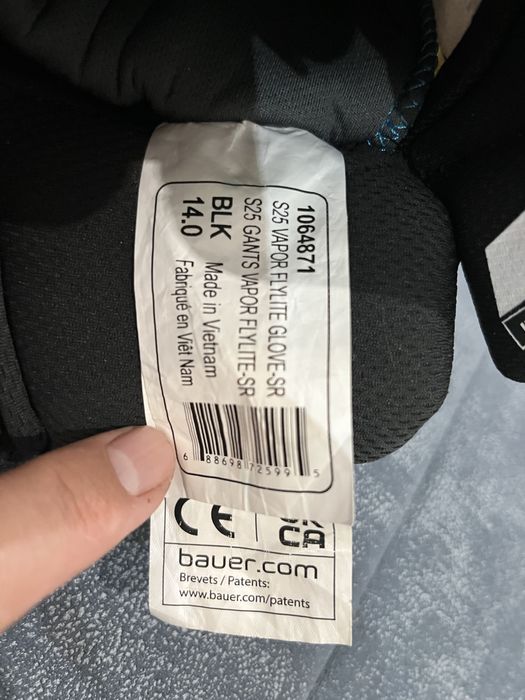 1064871
S25 VAPOR FLYLITE GLOVE-SR
S25 GANTS VAPOR FLYLITE-SR
BLK Made in Vietnam
14.0 Fabriqué en Viêt Nam
6 88698 72599 5
CE
CA
bauer.com
Brevets / Patents:
www.bauer.com/patents